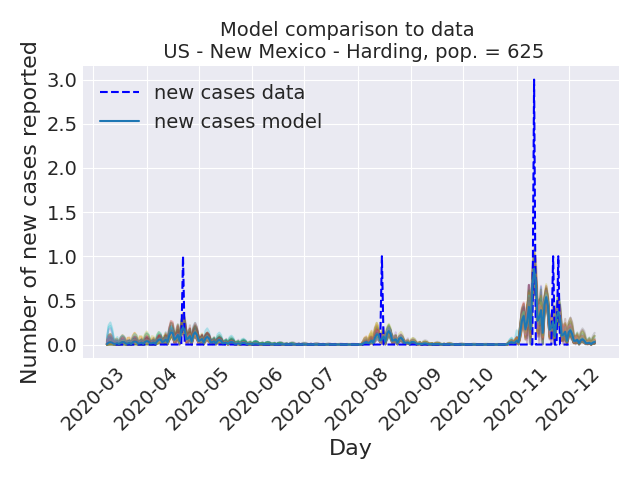 Model comparison to data
US - New Mexico - Harding, pop. = 625
Number of new cases reported
3.0
2.5
2.0
1.5
1.0
0.5
0.0
new cases data
new cases model
2020-03
2020-04
2020-05
2020-06
2020-07
2020-08
2020-09
2020-10
2020-11
2020-12
Day